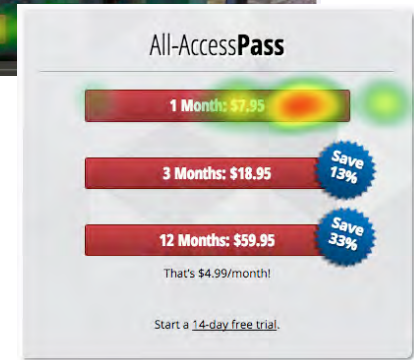 All-AccessPass
1 Month: $7.95
3 Months: $18.95
Save
13%
12 Months: $59.95
Save
33%
That's $4.99/month!
Start a 14-day free trial.